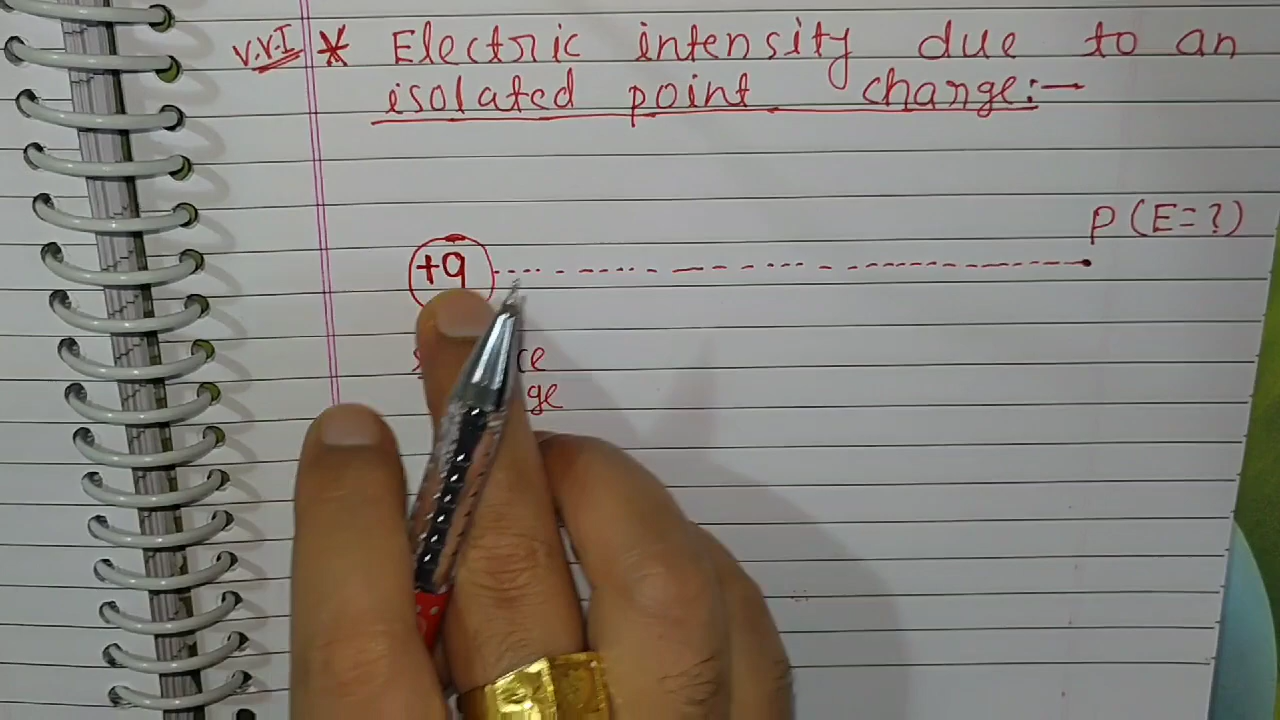 V.V.I * Electric intensity due to an
isolated point charge:-
P (E=?)
+q